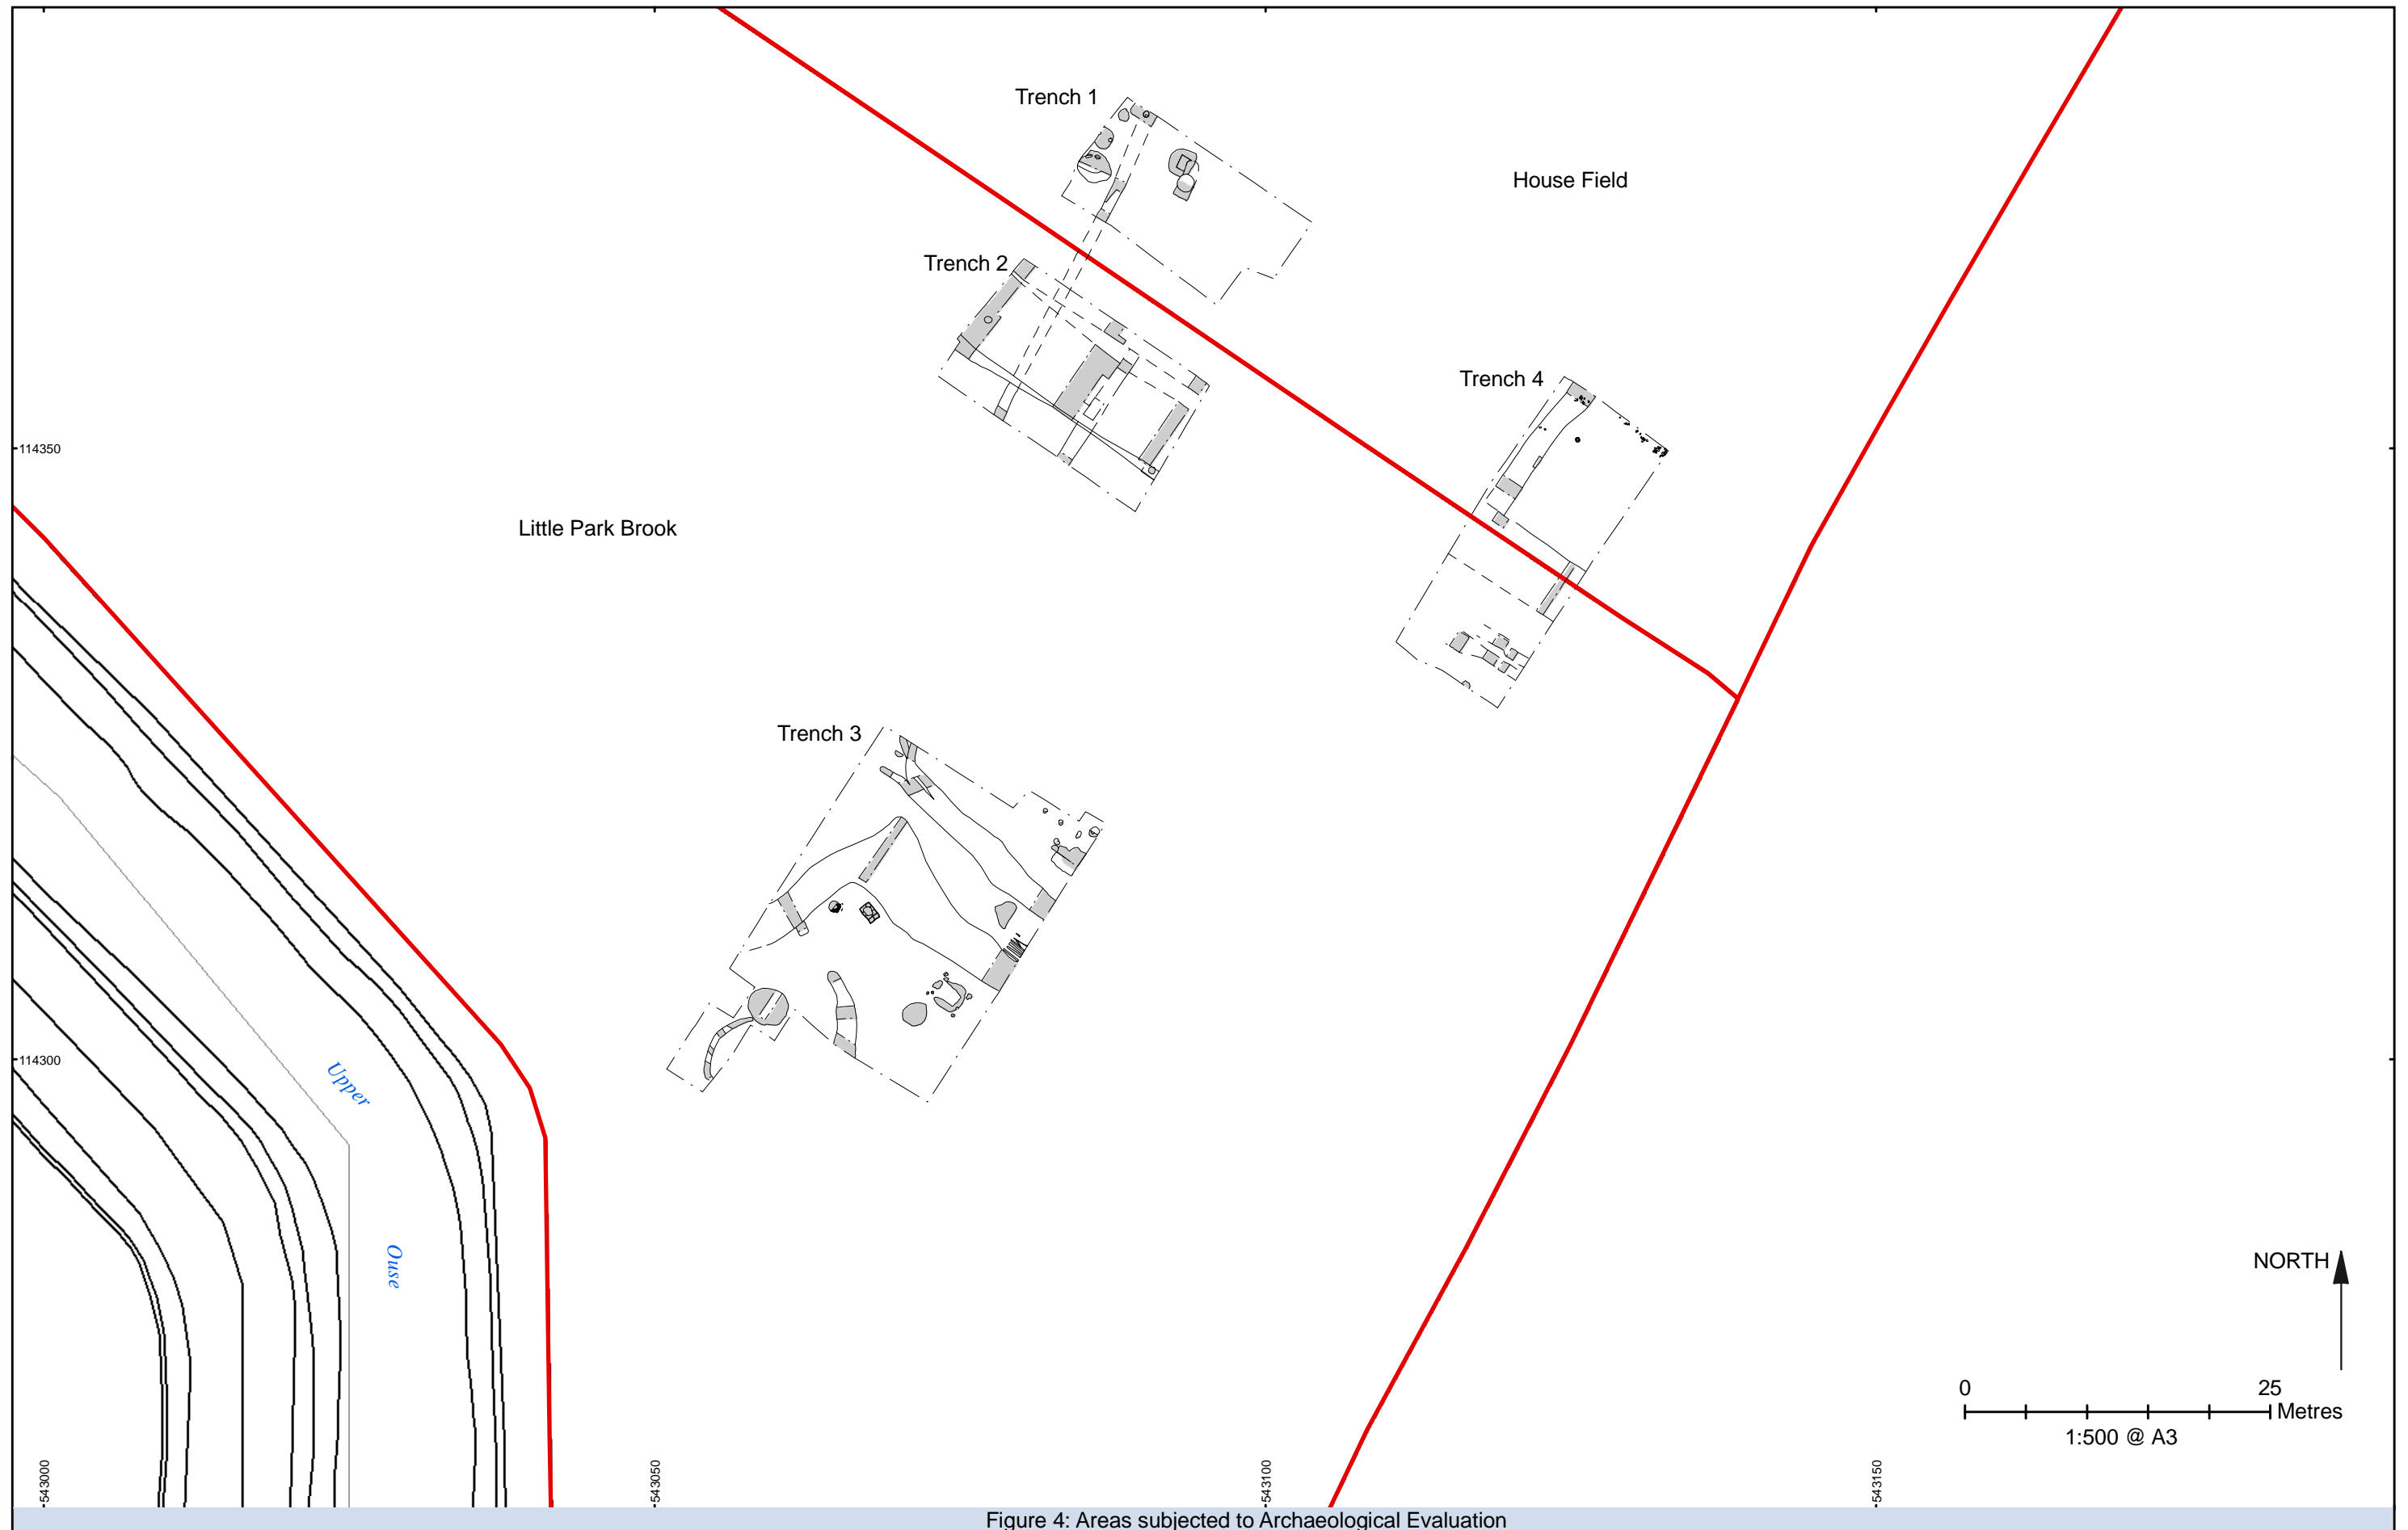 Trench 1
House Field
Trench 2
Trench 4
114350
Little Park Brook
Trench 3
114300
Upper
Ouse
NORTH
0 25
Metres
1:500 @ A3
543000
543050
543100
543150
Figure 4: Areas subjected to Archaeological Evaluation